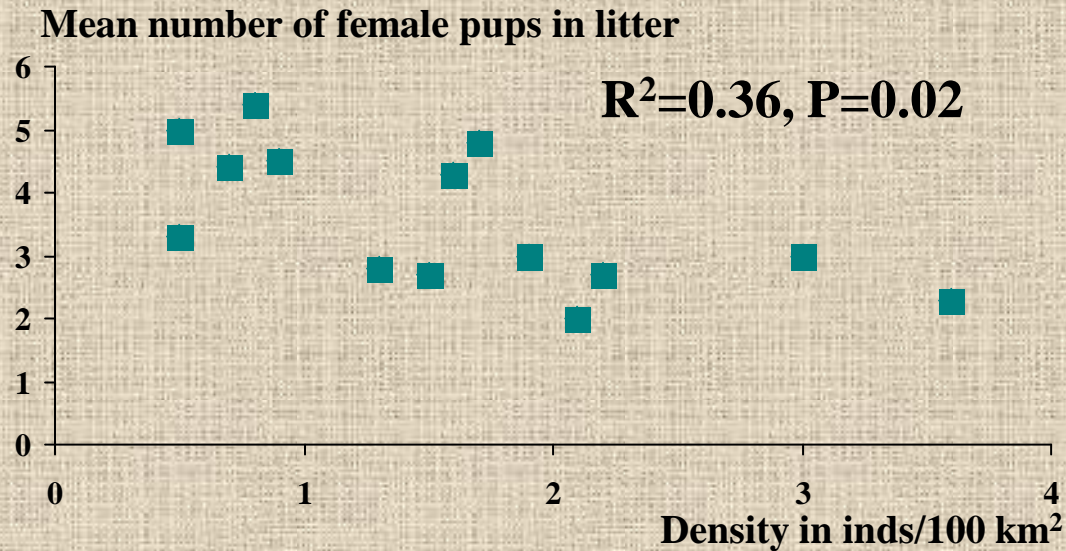 Mean number of female pups in litter
R²=0.36, P=0.02
6
5
4
3
2
1
0
0 1 2 3 4
Density in inds/100 km²